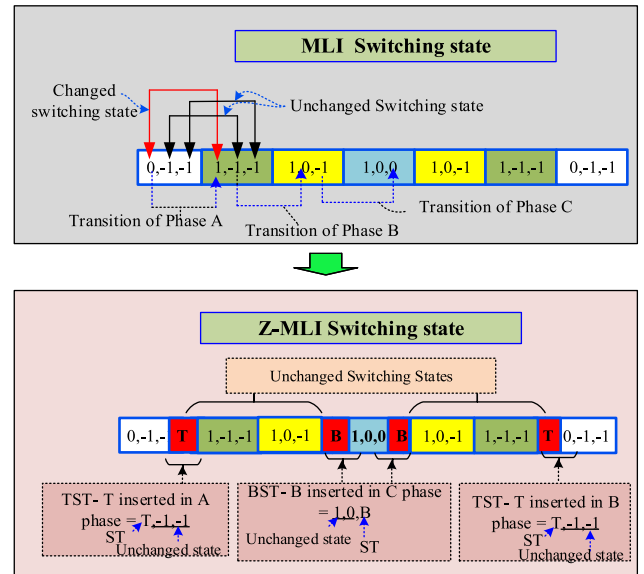 MLI Switching state
Changed
switching state
Unchanged Switching state
0,-1,-1
1,-1,-1
1,0,-1
1,0,0
1,0,-1
1,-1,-1
0,-1,-1
Transition of Phase A
Transition of Phase B
Transition of Phase C
Z-MLI Switching state
Unchanged Switching States
0,-1,-
T
1,-1,-1
1,0,-1
B
1,0,0
B
1,0,-1
1,-1,-1
T
0,-1,-1
TST- T inserted in A
phase = T,-1,-1
ST
Unchanged state
BST- B inserted in C phase
= 1,0,B
Unchanged state
ST
TST- T inserted in B
phase = T,-1,-1
ST
Unchanged state